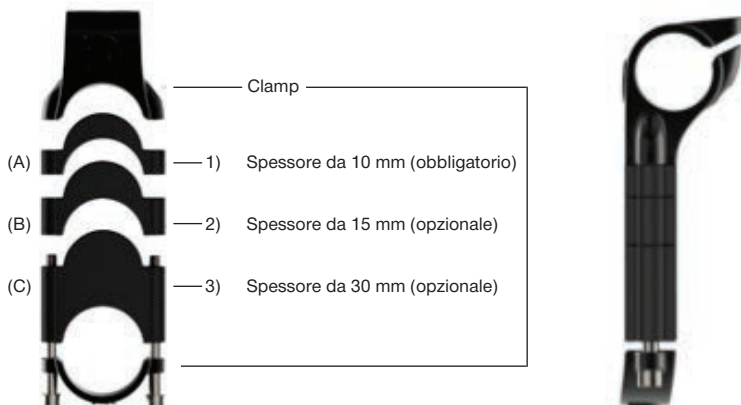 Clamp
(A) 1) Spessore da 10 mm (obbligatorio)
(B) 2) Spessore da 15 mm (opzionale)
(C) 3) Spessore da 30 mm (opzionale)